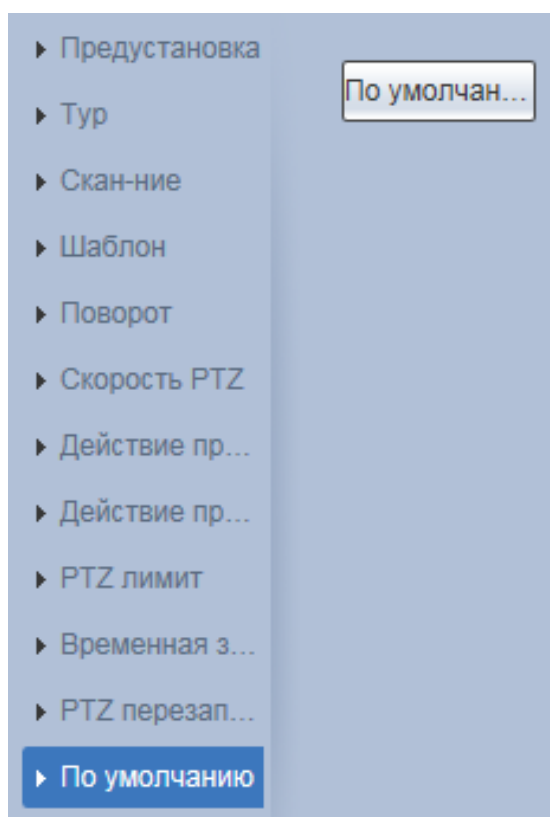 Предустановка
По умолчан...
Тур
Скан-ние
Шаблон
Поворот
Скорость PTZ
Действие пр...
Действие пр...
PTZ лимит
Временная з...
PTZ перезап...
По умолчанию